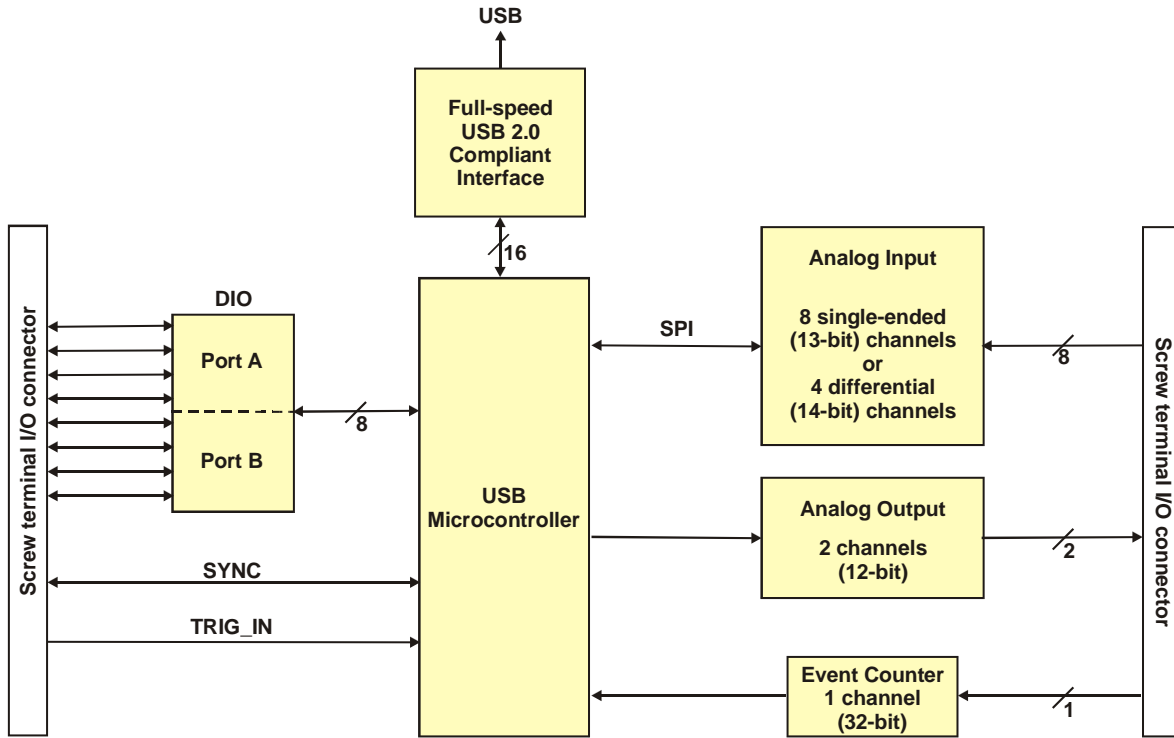 USB
Full-speed
USB 2.0
Compliant
Interface
16
Screw terminal I/O connector
DIO
Port A
Port B
8
SYNC
TRIG_IN
USB
Microcontroller
SPI
Analog Input
8 single-ended
(13-bit) channels
or
4 differential
(14-bit) channels
8
Analog Output
2 channels
(12-bit)
2
Event Counter
1 channel
(32-bit)
1
Screw terminal I/O connector